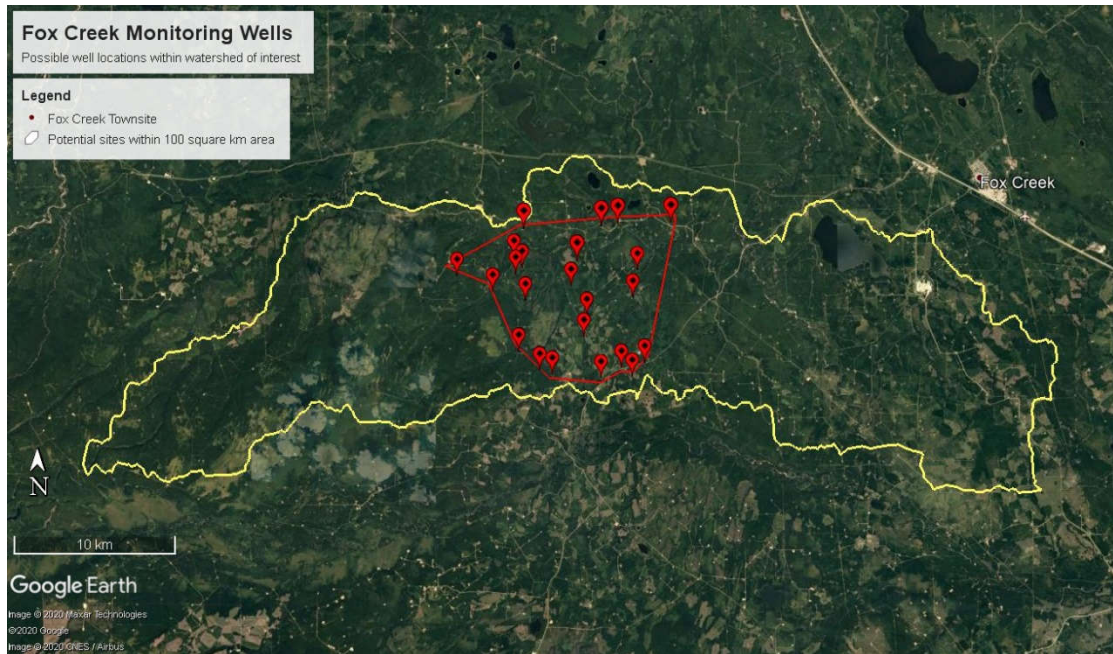 Fox Creek Monitoring Wells
Possible well locations within watershed of interest
Legend
Fox Creek Townsite
Potential sites within 100 square km area
Fox Creek
N
10 km
Google Earth
Image © 2020 Maxar Technologies
©2020 Google
Image © 2020 CNES / Airbus